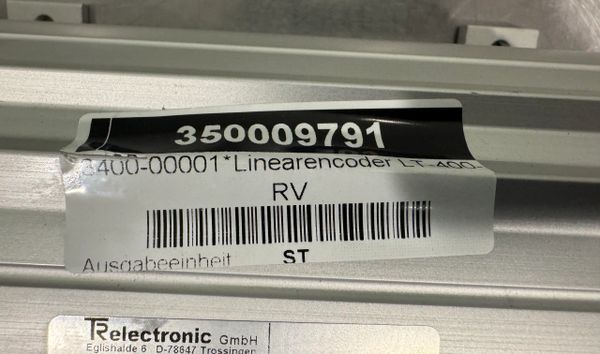 350009791
3400-00001*Linearencoder LT-400-
RV
Ausgabeeinheit ST
TRelectronic GmbH
Eglishalde 6 D-78647 Trossingen